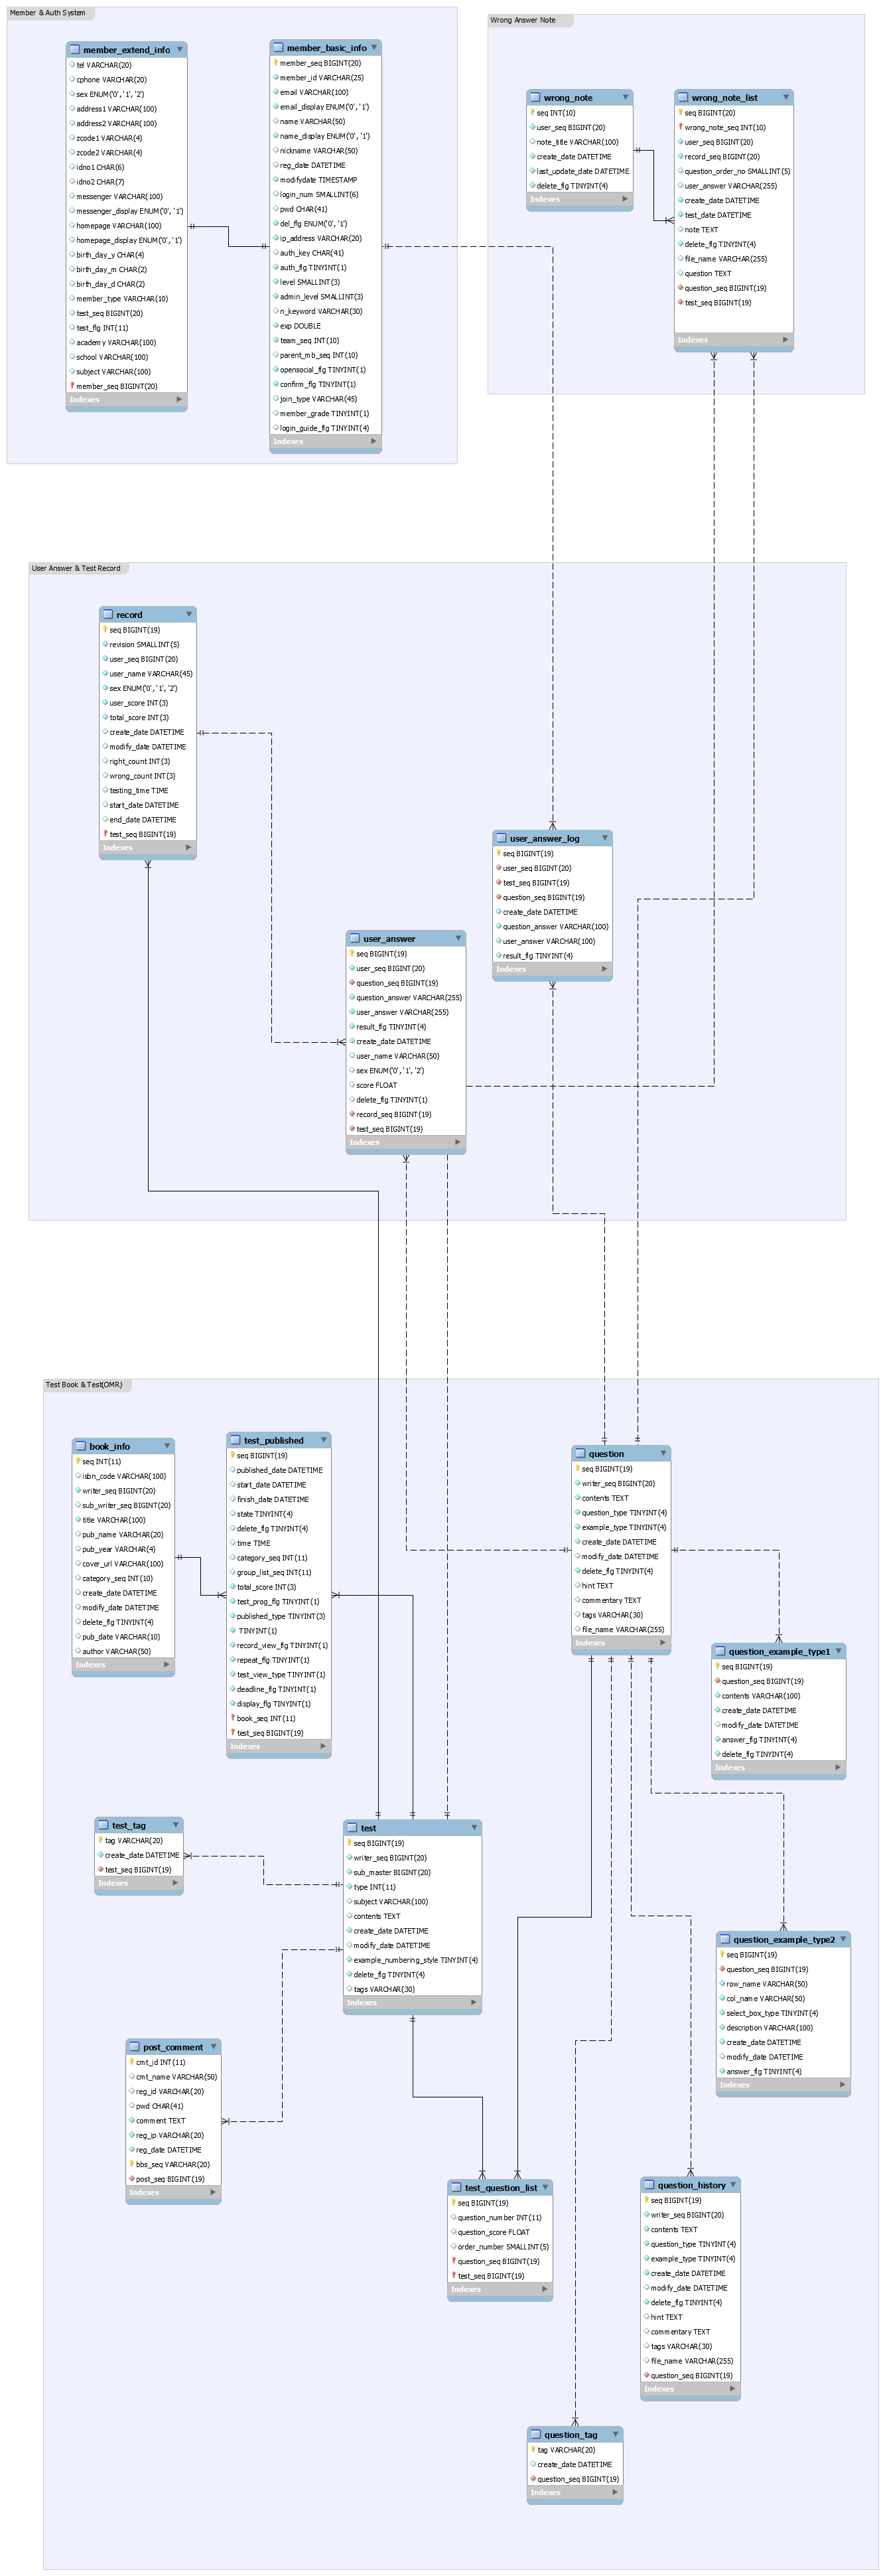 Member & Auth System
member_extend_info
tel VARCHAR(20)
cphone VARCHAR(20)
sex ENUM('0', '1', '2')
address1 VARCHAR(100)
address2 VARCHAR(100)
zcode1 VARCHAR(4)
zcode2 VARCHAR(4)
idno1 CHAR(6)
idno2 CHAR(7)
messenger VARCHAR(100)
messenger_display ENUM('0', '1')
homepage VARCHAR(100)
homepage_display ENUM('0', '1')
birth_day_y CHAR(4)
birth_day_m CHAR(2)
birth_day_d CHAR(2)
member_type VARCHAR(10)
test_seq BIGINT(20)
test_flg INT(11)
academy VARCHAR(100)
school VARCHAR(100)
subject VARCHAR(100)
member_seq BIGINT(20)
Indexes
member_basic_info
member_seq BIGINT(20)
member_id VARCHAR(25)
email VARCHAR(100)
email_display ENUM('0', '1')
name VARCHAR(50)
name_display ENUM('0', '1')
nickname VARCHAR(50)
reg_date DATETIME
modifydate TIMESTAMP
login_num SMALLINT(6)
pwd CHAR(41)
del_flg ENUM('0', '1')
ip_address VARCHAR(20)
auth_key CHAR(41)
auth_flg TINYINT(1)
level SMALLINT(3)
admin_level SMALLINT(3)
n_keyword VARCHAR(30)
exp DOUBLE
team_seq INT(10)
parent_mb_seq INT(10)
opensocial_flg TINYINT(1)
confirm_flg TINYINT(1)
join_type VARCHAR(45)
member_grade TINYINT(1)
login_guide_flg TINYINT(4)
Indexes
Wrong Answer Note
wrong_note
seq INT(10)
user_seq BIGINT(20)
note_title VARCHAR(100)
create_date DATETIME
last_update_date DATETIME
delete_flg TINYINT(4)
Indexes
wrong_note_list
seq BIGINT(20)
wrong_note_seq INT(10)
user_seq BIGINT(20)
record_seq BIGINT(20)
question_order_no SMALLINT(5)
user_answer VARCHAR(255)
create_date DATETIME
test_date DATETIME
note TEXT
delete_flg TINYINT(4)
file_name VARCHAR(255)
question TEXT
question_seq BIGINT(19)
test_seq BIGINT(19)
Indexes
User Answer & Test Record
record
seq BIGINT(19)
revision SMALLINT(5)
user_seq BIGINT(20)
user_name VARCHAR(45)
sex ENUM('0', '1', '2')
user_score INT(3)
total_score INT(3)
create_date DATETIME
modify_date DATETIME
right_count INT(3)
wrong_count INT(3)
testing_time TIME
start_date DATETIME
end_date DATETIME
test_seq BIGINT(19)
Indexes
user_answer_log
seq BIGINT(19)
user_seq BIGINT(20)
test_seq BIGINT(19)
question_seq BIGINT(19)
create_date DATETIME
question_answer VARCHAR(100)
user_answer VARCHAR(100)
result_flg TINYINT(4)
Indexes
user_answer
seq BIGINT(19)
user_seq BIGINT(20)
question_seq BIGINT(19)
question_answer VARCHAR(255)
user_answer VARCHAR(255)
result_flg TINYINT(4)
create_date DATETIME
user_name VARCHAR(50)
sex ENUM('0', '1', '2')
score FLOAT
delete_flg TINYINT(1)
record_seq BIGINT(19)
test_seq BIGINT(19)
Indexes
Test Book & Test(OMR)
book_info
seq INT(11)
isbn_code VARCHAR(100)
writer_seq BIGINT(20)
sub_writer_seq BIGINT(20)
title VARCHAR(100)
pub_name VARCHAR(20)
pub_year VARCHAR(4)
cover_url VARCHAR(100)
category_seq INT(10)
create_date DATETIME
modify_date DATETIME
delete_flg TINYINT(4)
pub_date VARCHAR(10)
author VARCHAR(50)
Indexes
test_published
seq BIGINT(19)
published_date DATETIME
start_date DATETIME
finish_date DATETIME
state TINYINT(4)
delete_flg TINYINT(4)
time TIME
category_seq INT(11)
group_list_seq INT(11)
total_score INT(3)
test_prog_flg TINYINT(1)
published_type TINYINT(3)
TINYINT(1)
record_view_flg TINYINT(1)
repeat_flg TINYINT(1)
test_view_type TINYINT(1)
deadline_flg TINYINT(1)
display_flg TINYINT(1)
book_seq INT(11)
test_seq BIGINT(19)
Indexes
question
seq BIGINT(19)
writer_seq BIGINT(20)
contents TEXT
question_type TINYINT(4)
example_type TINYINT(4)
create_date DATETIME
modify_date DATETIME
delete_flg TINYINT(4)
hint TEXT
commentary TEXT
tags VARCHAR(30)
file_name VARCHAR(255)
Indexes
question_example_type1
seq BIGINT(19)
question_seq BIGINT(19)
contents VARCHAR(100)
create_date DATETIME
modify_date DATETIME
answer_flg TINYINT(4)
delete_flg TINYINT(4)
Indexes
test_tag
tag VARCHAR(20)
create_date DATETIME
test_seq BIGINT(19)
Indexes
test
seq BIGINT(19)
writer_seq BIGINT(20)
sub_master BIGINT(20)
type INT(11)
subject VARCHAR(100)
contents TEXT
create_date DATETIME
modify_date DATETIME
example_numbering_style TINYINT(4)
delete_flg TINYINT(4)
tags VARCHAR(30)
Indexes
question_example_type2
seq BIGINT(19)
question_seq BIGINT(19)
row_name VARCHAR(50)
col_name VARCHAR(50)
select_box_type TINYINT(4)
description VARCHAR(100)
create_date DATETIME
modify_date DATETIME
answer_flg TINYINT(4)
Indexes
post_comment
cmt_id INT(11)
cmt_name VARCHAR(50)
reg_id VARCHAR(20)
pwd CHAR(41)
comment TEXT
reg_ip VARCHAR(20)
reg_date DATETIME
bbs_seq VARCHAR(20)
post_seq BIGINT(19)
Indexes
test_question_list
seq BIGINT(19)
question_number INT(11)
question_score FLOAT
order_number SMALLINT(5)
question_seq BIGINT(19)
test_seq BIGINT(19)
Indexes
question_history
seq BIGINT(19)
writer_seq BIGINT(20)
contents TEXT
question_type TINYINT(4)
example_type TINYINT(4)
create_date DATETIME
modify_date DATETIME
delete_flg TINYINT(4)
hint TEXT
commentary TEXT
tags VARCHAR(30)
file_name VARCHAR(255)
question_seq BIGINT(19)
Indexes
question_tag
tag VARCHAR(20)
create_date DATETIME
question_seq BIGINT(19)
Indexes